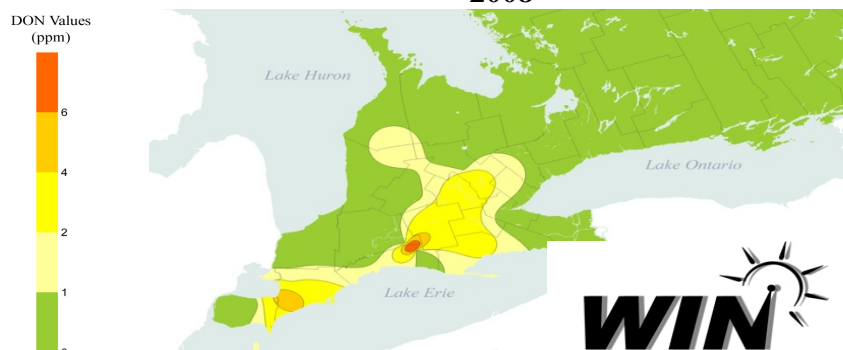 DON Values
(ppm)
6
4
2
1
Lake Huron
Lake Ontario
Lake Erie
WIN